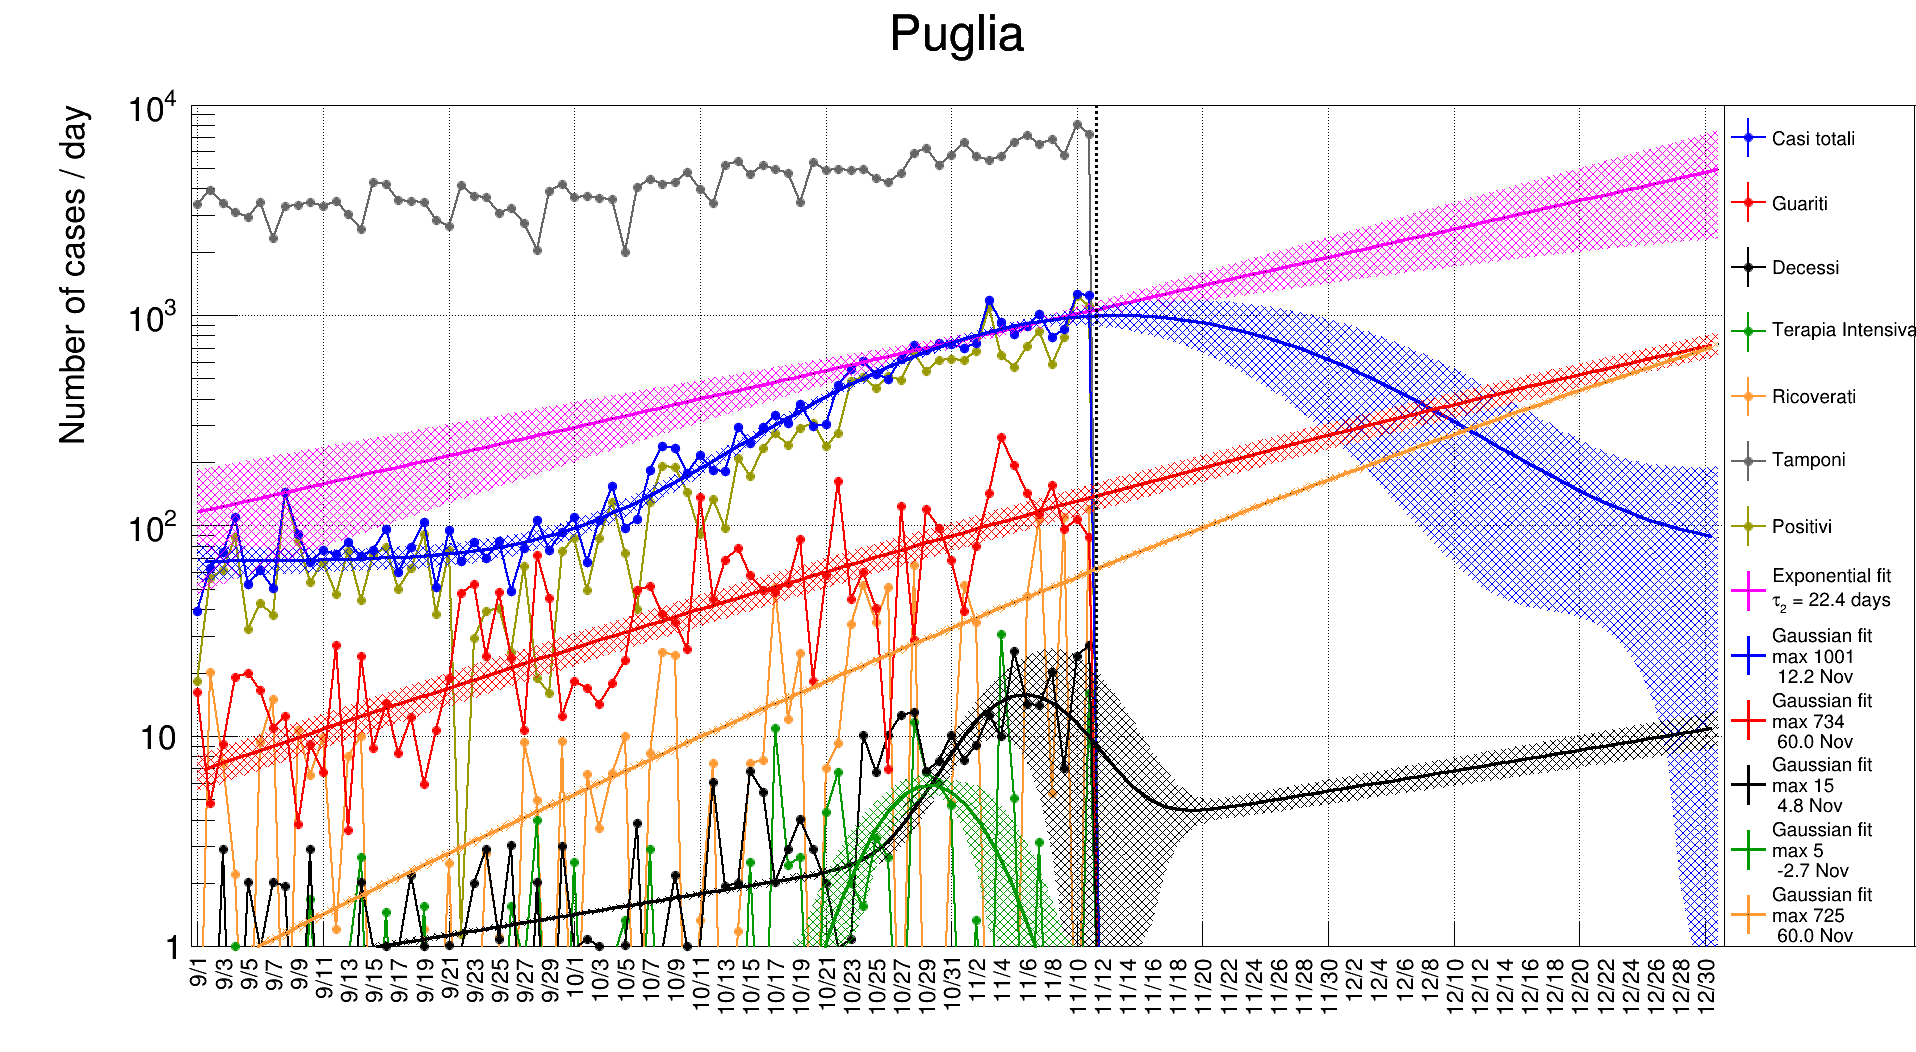 Puglia
Number of cases / day
10^4
10^3
10^2
10
1
9/1
9/3
9/5
9/7
9/9
9/11
9/13
9/15
9/17
9/19
9/21
9/23
9/25
9/27
9/29
10/1
10/3
10/5
10/7
10/9
10/11
10/13
10/15
10/17
10/19
10/21
10/23
10/25
10/27
10/29
10/31
11/2
11/4
11/6
11/8
11/10
11/12
11/14
11/16
11/18
11/20
11/22
11/24
11/26
11/28
11/30
12/2
12/4
12/6
12/8
12/10
12/12
12/14
12/16
12/18
12/20
12/22
12/24
12/26
12/28
12/30
Casi totali
Guariti
Decessi
Terapia Intensiva
Ricoverati
Tamponi
Positivi
Exponential fit
τ2 = 22.4 days
Gaussian fit
max 1001
12.2 Nov
Gaussian fit
max 734
60.0 Nov
Gaussian fit
max 15
4.8 Nov
Gaussian fit
max 5
-2.7 Nov
Gaussian fit
max 725
60.0 Nov